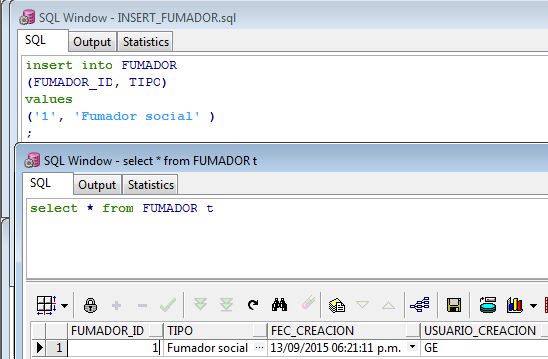 SQL Window - INSERT_FUMADOR.sql
SQL Output Statistics
insert into FUMADOR
(FUMADOR_ID, TIPO)
values
('1', 'Fumador social' )
;
SQL Window - select * from FUMADOR t
SQL Output Statistics
select * from FUMADOR t
FUMADOR_ID TIPO FEC_CREACION USUARIO_CREACION
1 1 Fumador social ... 13/09/2015 06:21:11 p.m. GE